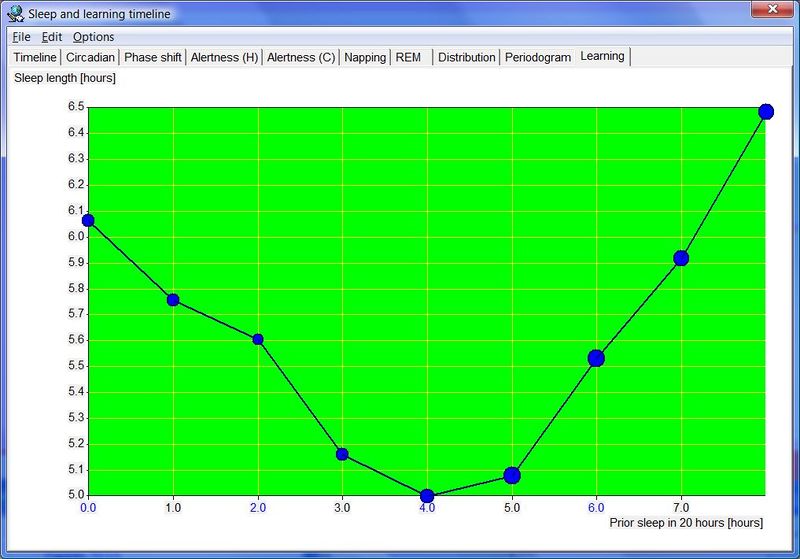 Sleep and learning timeline
File Edit Options
Timeline Circadian Phase shift Alertness (H) Alertness (C) Napping REM Distribution Periodogram Learning
Sleep length [hours]
6.5
6.4
6.3
6.2
6.1
6.0
5.9
5.8
5.7
5.6
5.5
5.4
5.3
5.2
5.1
5.0
0.0 1.0 2.0 3.0 4.0 5.0 6.0 7.0
Prior sleep in 20 hours [hours]